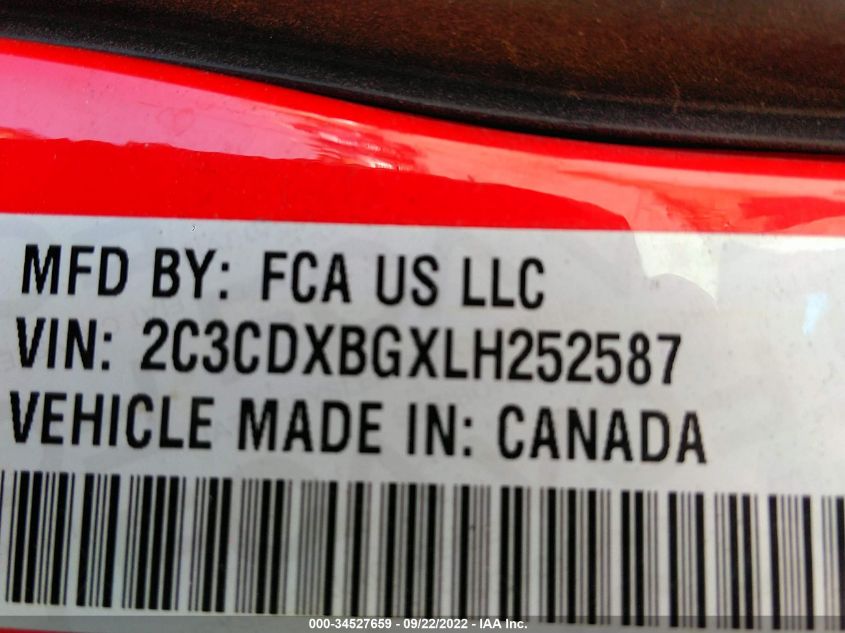 MFD BY: FCA US LLC
VIN: 2C3CDXBGXLH252587
VEHICLE MADE IN: CANADA
000-34527659 - 09/22/2022 - IAA Inc.